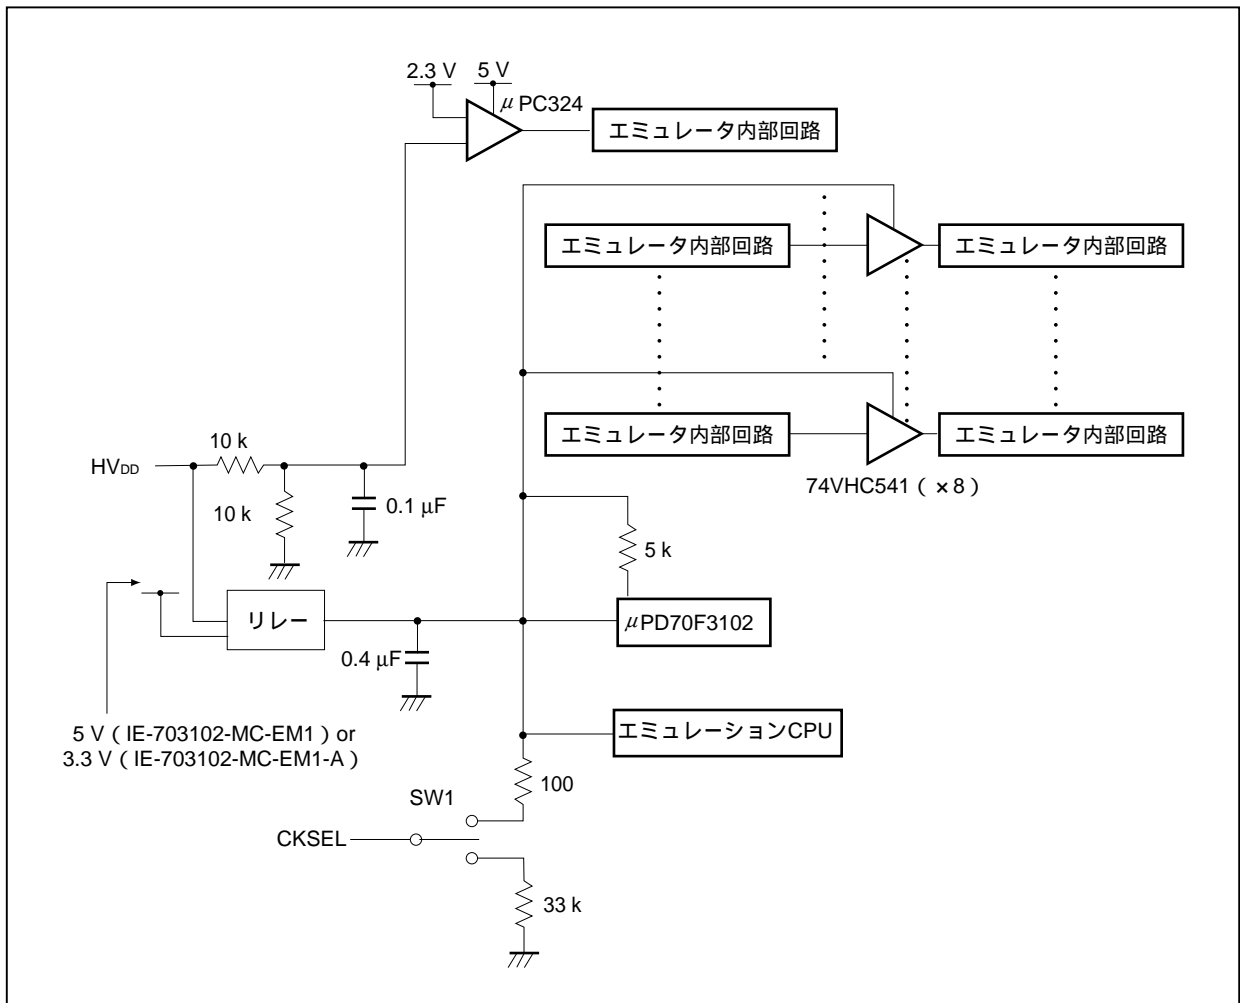 2.3 V
5 V
μPC324
エミュレータ内部回路
エミュレータ内部回路
エミュレータ内部回路
エミュレータ内部回路
エミュレータ内部回路
74VHC541（×8）
10 k
HVDD
10 k
0.1 μF
5 k
リレー
μPD70F3102
0.4 μF
5 V（IE-703102-MC-EM1）or
3.3 V（IE-703102-MC-EM1-A）
エミュレーションCPU
100
SW1
CKSEL
33 k